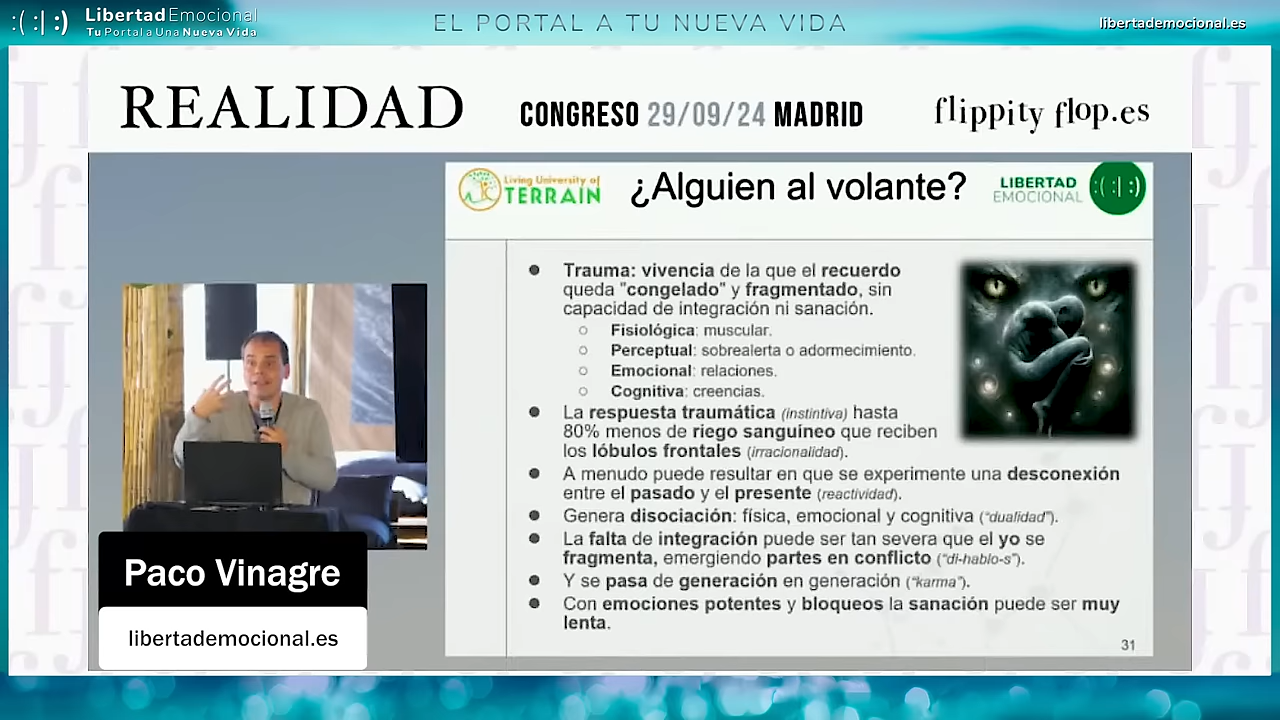 :(:|:) Libertad Emocional
Tu Portal a Una Nueva Vida
EL PORTAL A TU NUEVA VIDA
libertademocional.es
REALIDAD
CONGRESO 29/09/24 MADRID
flippity flop.es
Living University of
TERRAIN
¿Alguien al volante?
LIBERTAD
EMOCIONAL
:(:|:)
● Trauma: vivencia de la que el recuerdo
queda "congelado" y fragmentado, sin
capacidad de integración ni sanación.
○ Fisiológica: muscular.
○ Perceptual: sobrealerta o adormecimiento.
○ Emocional: relaciones.
○ Cognitiva: creencias.
● La respuesta traumática (instintiva) hasta
80% menos de riego sanguíneo que reciben
los lóbulos frontales (irracionalidad).
● A menudo puede resultar en que se experimente una desconexión
entre el pasado y el presente (reactividad).
● Genera disociación: física, emocional y cognitiva (“dualidad”).
● La falta de integración puede ser tan severa que el yo se
fragmenta, emergiendo partes en conflicto (“di-hablo-s”).
● Y se pasa de generación en generación (“karma”).
● Con emociones potentes y bloqueos la sanación puede ser muy
lenta.
31
Paco Vinagre
libertademocional.es